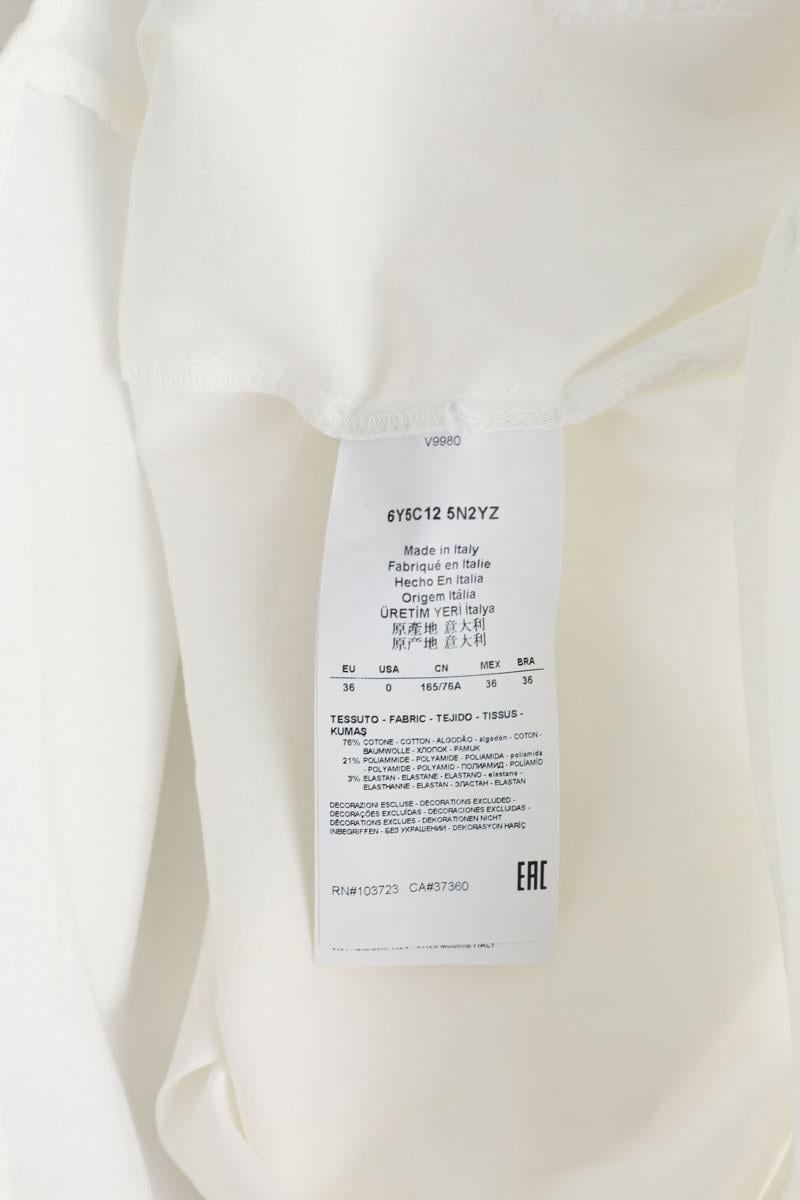 V9980
6Y5C12 5N2YZ
Made in Italy
Fabriqué en Italie
Hecho En Italia
Origem Itália
ÜRETİM YERİ İtalya
原產地 意大利
原产地 意大利
EU USA CN MEX BRA
36 0 165/76A 36 36
TESSUTO - FABRIC - TEJIDO - TISSUS -
KUMAŞ
76% COTONE - COTTON - ALGODÃO - algodón - COTON -
BAUMWOLLE - ХЛОПОК - PAMUK
21% POLIAMMIDE - POLYAMIDE - POLIAMIDA - poliamida
- POLYAMIDE - POLYAMID - ПОЛИАМИД - POLİAMİD
3% ELASTAN - ELASTANE - ELASTANO - elastano -
ELASTHANNE - ELASTAN - ЭЛАСТАН - ELASTAN
DECORAZIONI ESCLUSE - DECORATIONS EXCLUDED -
DECORAÇÕES EXCLUÍDAS - DECORACIONES EXCLUIDAS -
DÉCORATIONS EXCLUES - DEKORATIONEN NICHT
INBEGRIFFEN - БЕЗ УКРАШЕНИИ - DEKORASYON HARİÇ
RN#103723 CA#37360
EAC
ITALY